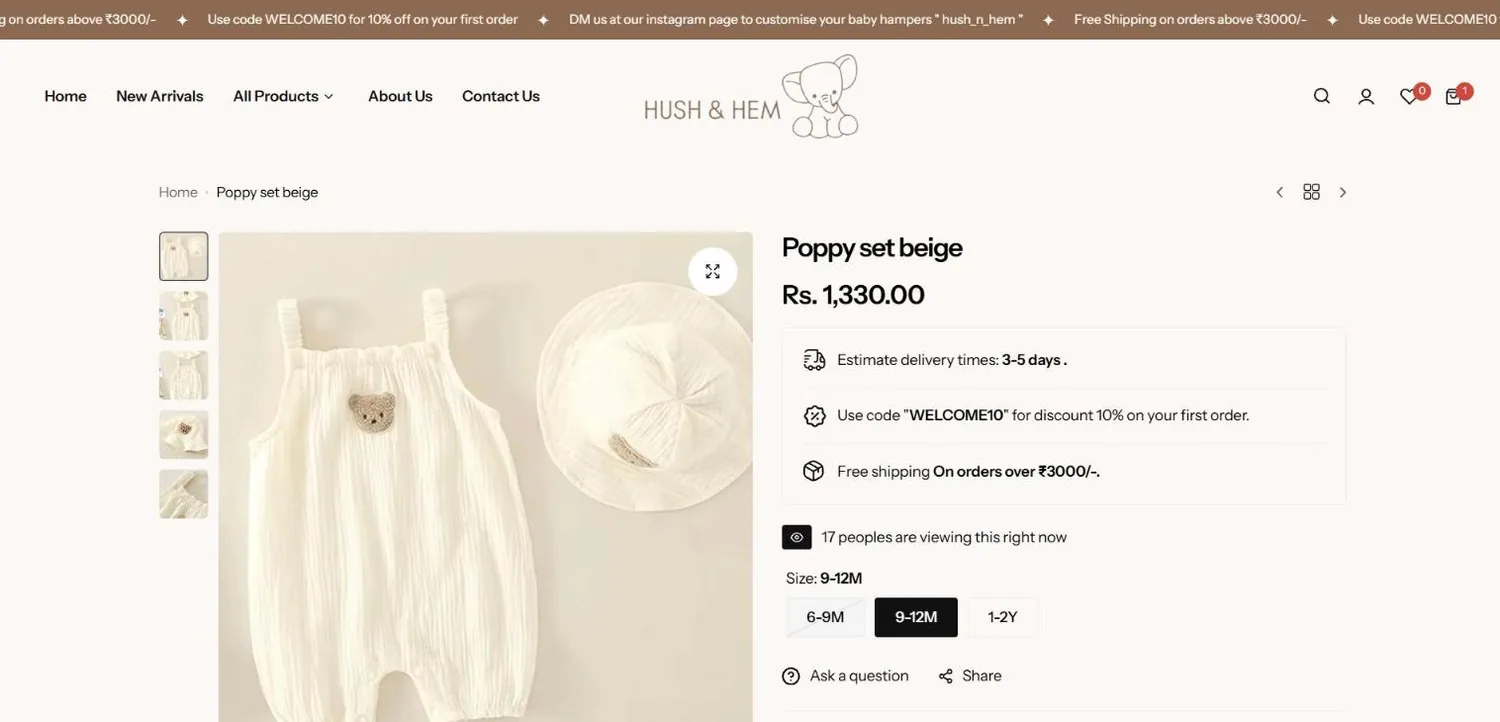 g on orders above ₹3000/- ✦ Use code WELCOME10 for 10% off on your first order ✦ DM us at our instagram page to customise your baby hampers " hush_n_hem " ✦ Free Shipping on orders above ₹3000/- ✦ Use code WELCOME10
Home New Arrivals All Products About Us Contact Us
HUSH & HEM
0 1
Home · Poppy set beige
Poppy set beige
Rs. 1,330.00
Estimate delivery times: 3-5 days .
Use code "WELCOME10" for discount 10% on your first order.
Free shipping On orders over ₹3000/-.
17 peoples are viewing this right now
Size: 9-12M
6-9M 9-12M 1-2Y
Ask a question Share